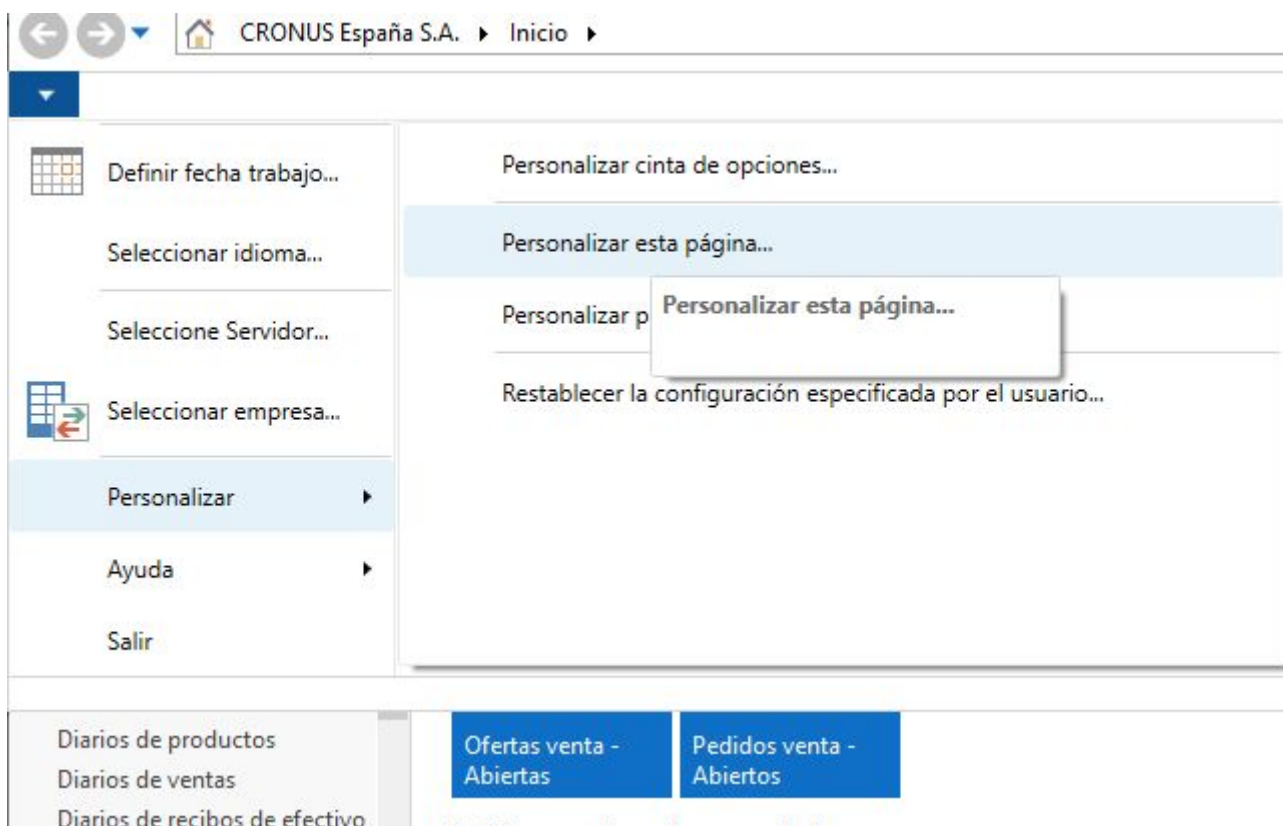 CRONUS España S.A. ▸ Inicio ▸
Definir fecha trabajo...
Seleccionar idioma...
Seleccione Servidor...
Seleccionar empresa...
Personalizar
Ayuda
Salir
Personalizar cinta de opciones...
Personalizar esta página...
Personalizar p
Personalizar esta página...
Restablecer la configuración especificada por el usuario...
Diarios de productos
Diarios de ventas
Diarios de recibos de efectivo
Ofertas venta -
Abiertas
Pedidos venta -
Abiertos